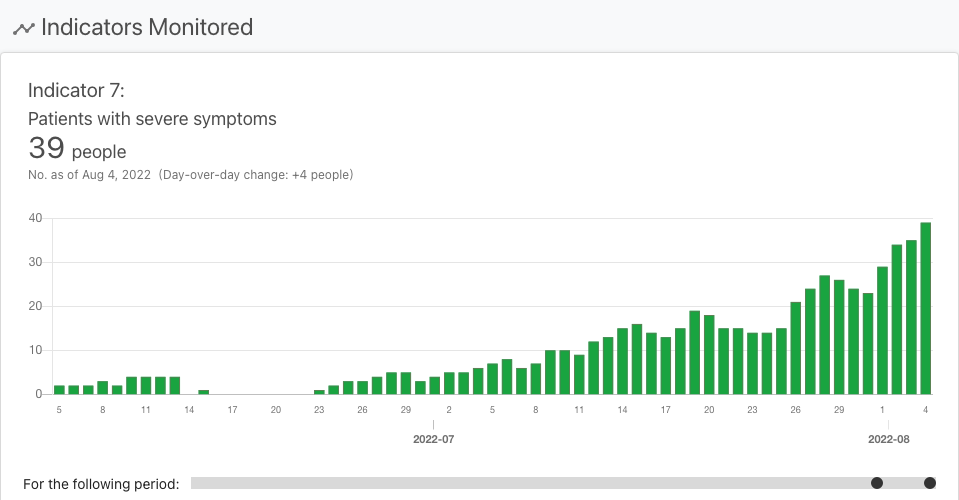 Indicators Monitored
Indicator 7:
Patients with severe symptoms
39 people
No. as of Aug 4, 2022 (Day-over-day change: +4 people)
40
30
20
10
0
5 8 11 14 17 20 23 26 29 2 5 8 11 14 17 20 23 26 29 1 4
2022-07 2022-08
For the following period: